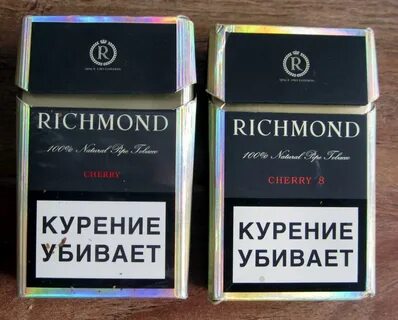 R
RICHMOND
100% Natural Pipe Tobacco
CHERRY
КУРЕНИЕ
УБИВАЕТ
R
RICHMOND
100% Natural Pipe Tobacco
CHERRY 8
КУРЕНИЕ
УБИВАЕТ